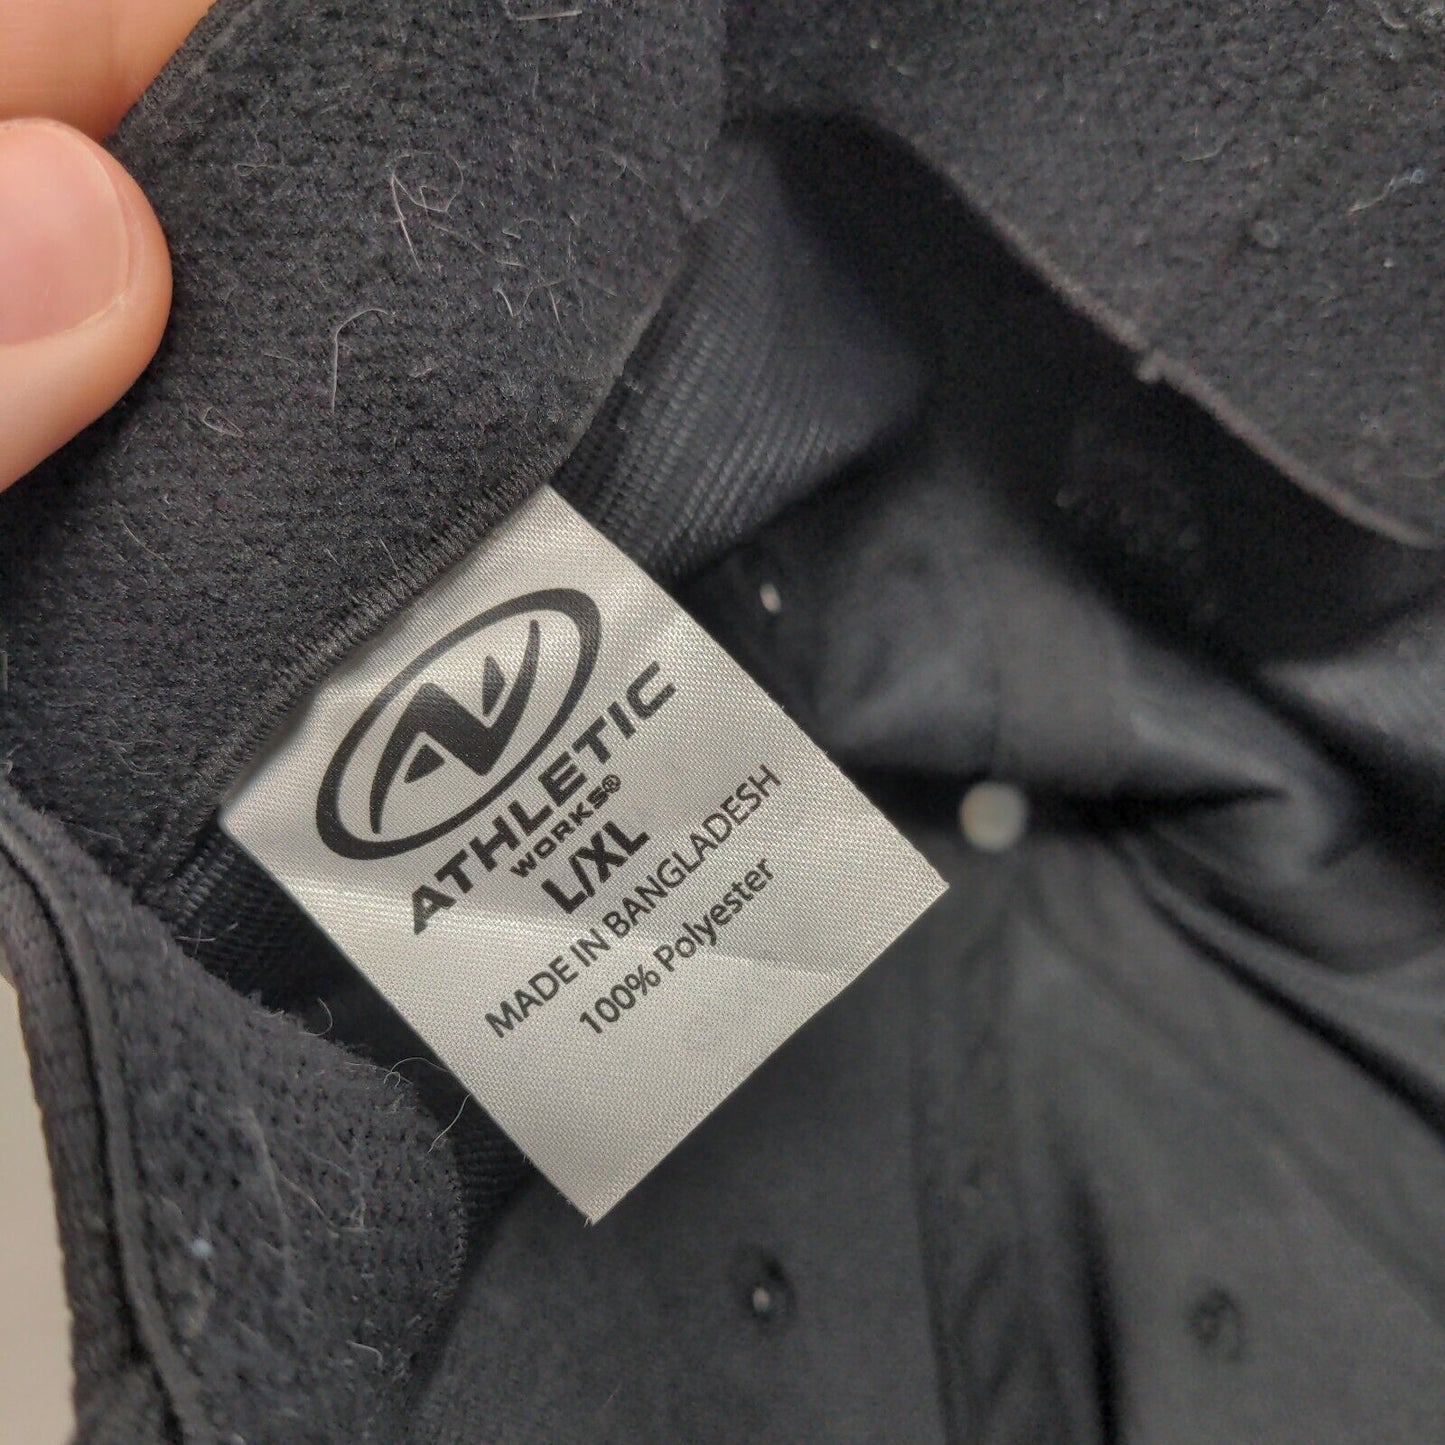 ATHLETIC
WORKS®
L/XL
MADE IN BANGLADESH
100% Polyester